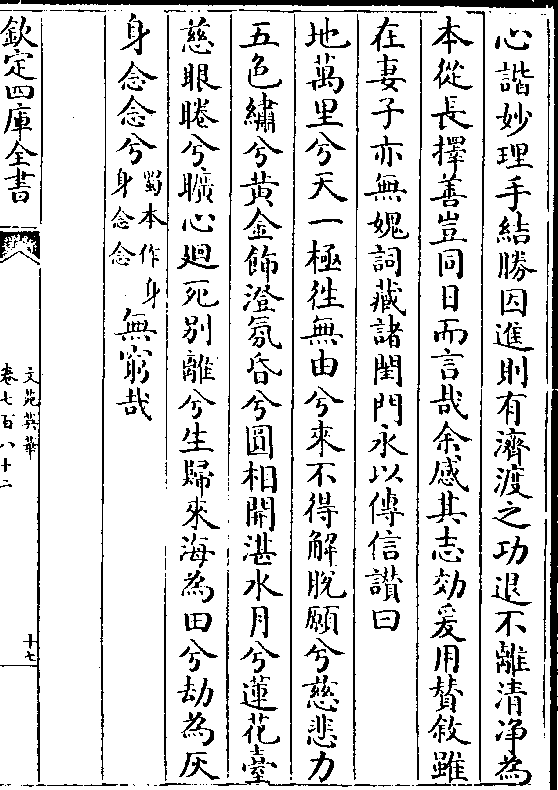 心諧妙理手結勝因進則有濟渡之功退不離清浄為
本從長擇善豈同日而言哉余感其志効爰用賛敘雖
在妻子亦無媿詞藏諸閨門永以傳信讃曰
地萬里兮天一極徃無由兮來不得解脫願兮慈悲力
五色繡兮黃金飾澄氛昏兮圓相開湛水月兮蓮花臺
慈眼睠兮曠心廻死别離兮生歸來海為田兮劫為灰
身念念兮蜀本作身身念念無窮哉
欽定四庫全書
文苑英華
卷七百八十二
十七